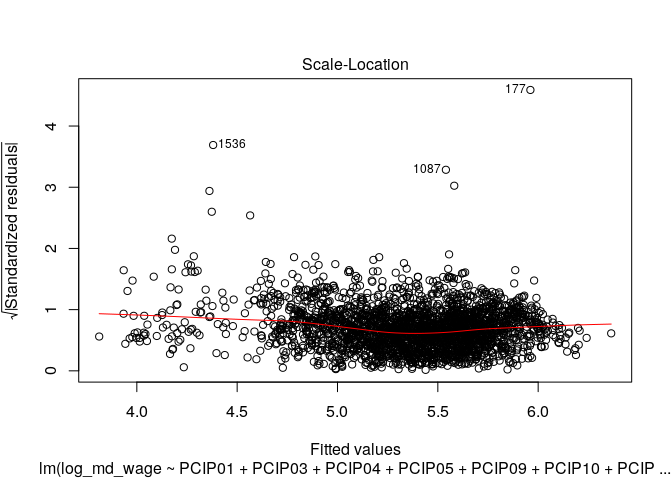 Scale-Location
177
1536
1087
√|Standardized residuals|
4
3
2
1
0
4.0 4.5 5.0 5.5 6.0
Fitted values
lm(log_md_wage ~ PCIP01 + PCIP03 + PCIP04 + PCIP05 + PCIP09 + PCIP10 + PCIP ...